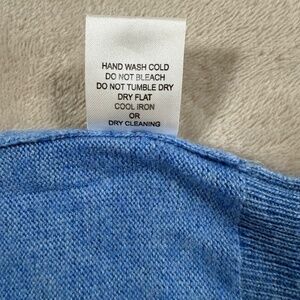 HAND WASH COLD
DO NOT BLEACH
DO NOT TUMBLE DRY
DRY FLAT
COOL IRON
OR
DRY CLEANING